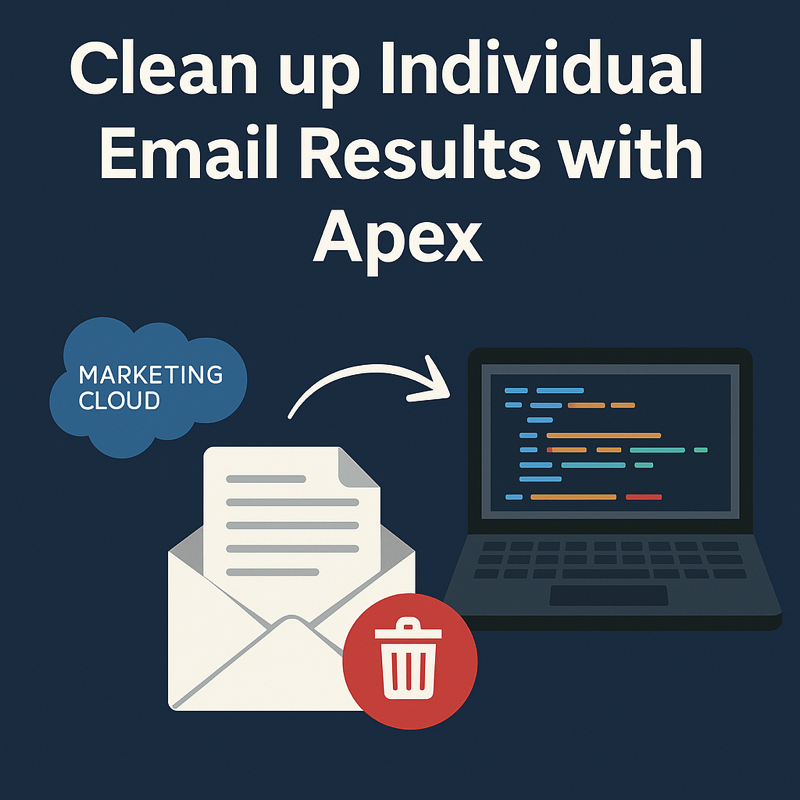 Clean up Individual
Email Results with
Apex
MARKETING
CLOUD